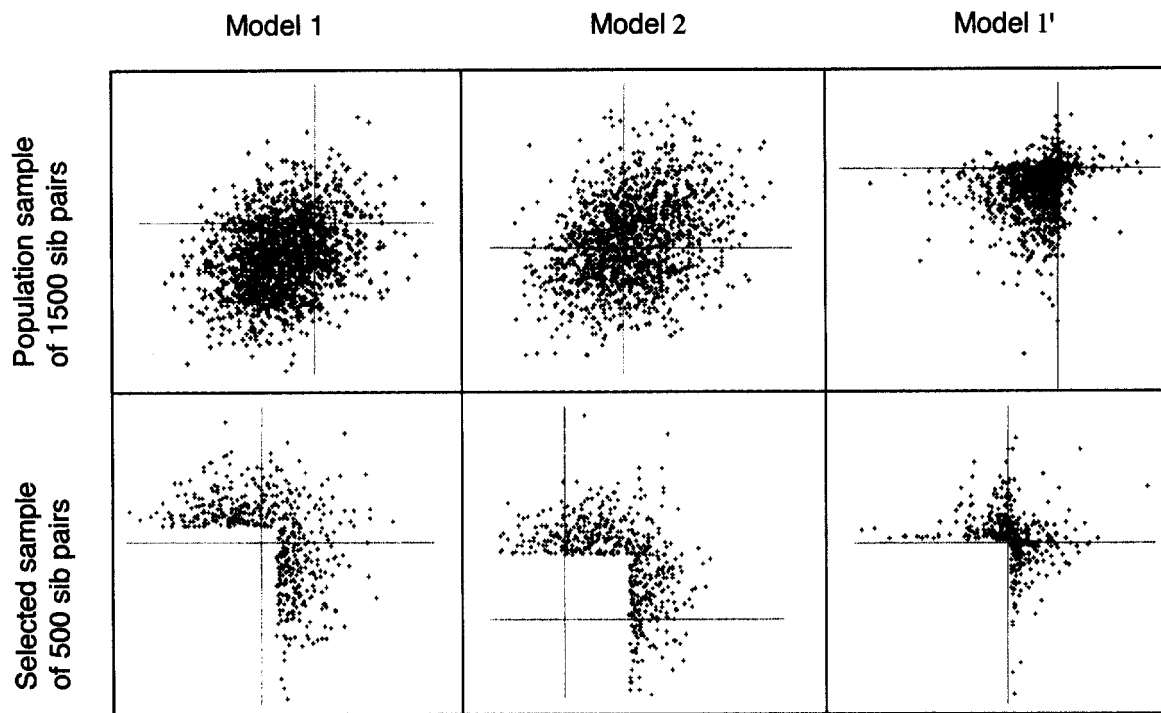 Model 1
Model 2
Model 1'
Population sample
of 1500 sib pairs
Selected sample
of 500 sib pairs